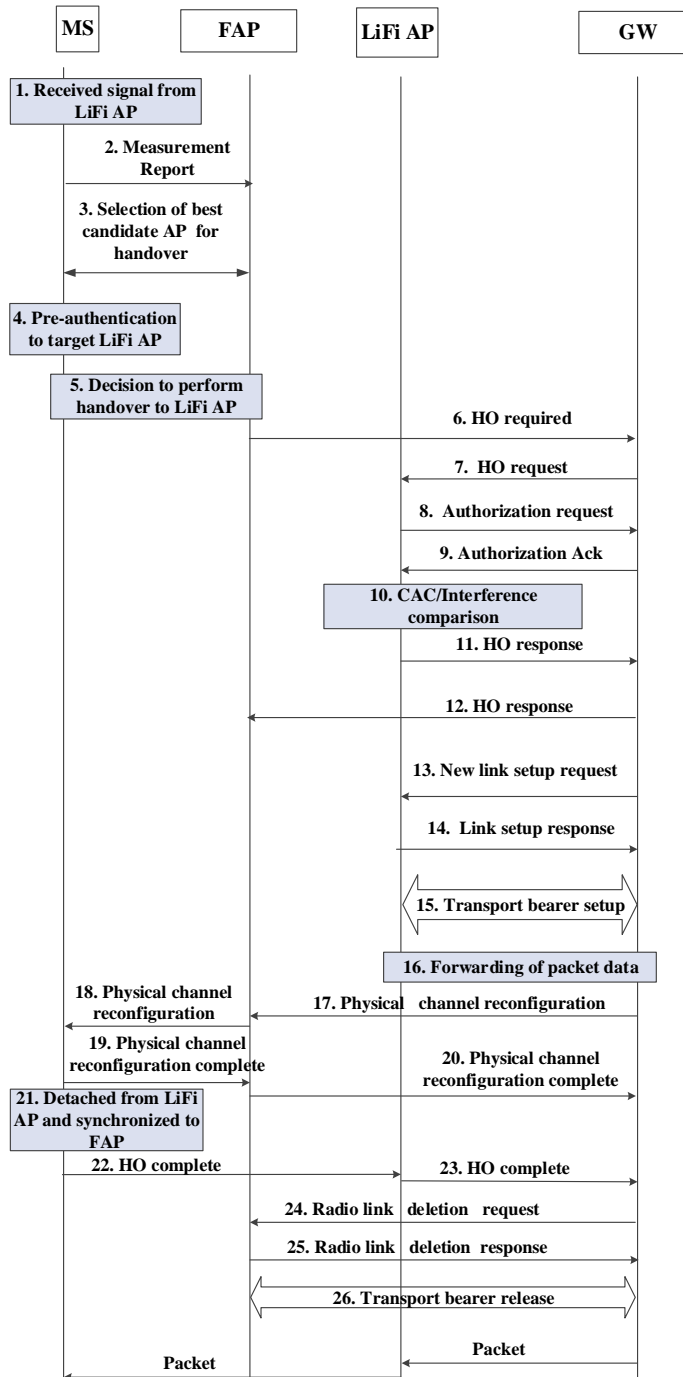 MS
FAP
LiFi AP
GW
1. Received signal from
LiFi AP
2. Measurement
Report
3. Selection of best
candidate AP for
handover
4. Pre-authentication
to target LiFi AP
5. Decision to perform
handover to LiFi AP
6. HO required
7. HO request
8. Authorization request
9. Authorization Ack
10. CAC/Interference
comparison
11. HO response
12. HO response
13. New link setup request
14. Link setup response
15. Transport bearer setup
16. Forwarding of packet data
17. Physical channel reconfiguration
18. Physical channel
reconfiguration
19. Physical channel
reconfiguration complete
20. Physical channel
reconfiguration complete
21. Detached from LiFi
AP and synchronized to
FAP
22. HO complete
23. HO complete
24. Radio link deletion request
25. Radio link deletion response
26. Transport bearer release
Packet
Packet